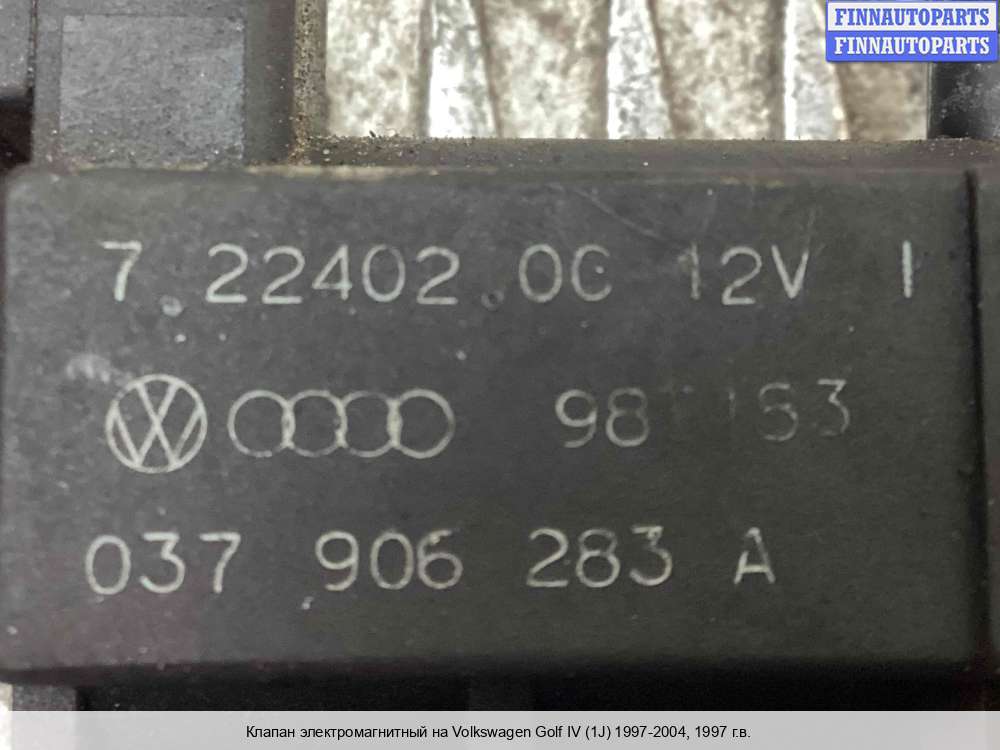 FINNAUTOPARTS
FINNAUTOPARTS
7.22402.0C 12V I
98
037 906 283 A
Клапан электромагнитный на Volkswagen Golf IV (1J) 1997-2004, 1997 г.в.